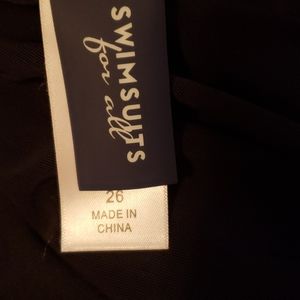 SWIMSUITS
for all
26
MADE IN
CHINA